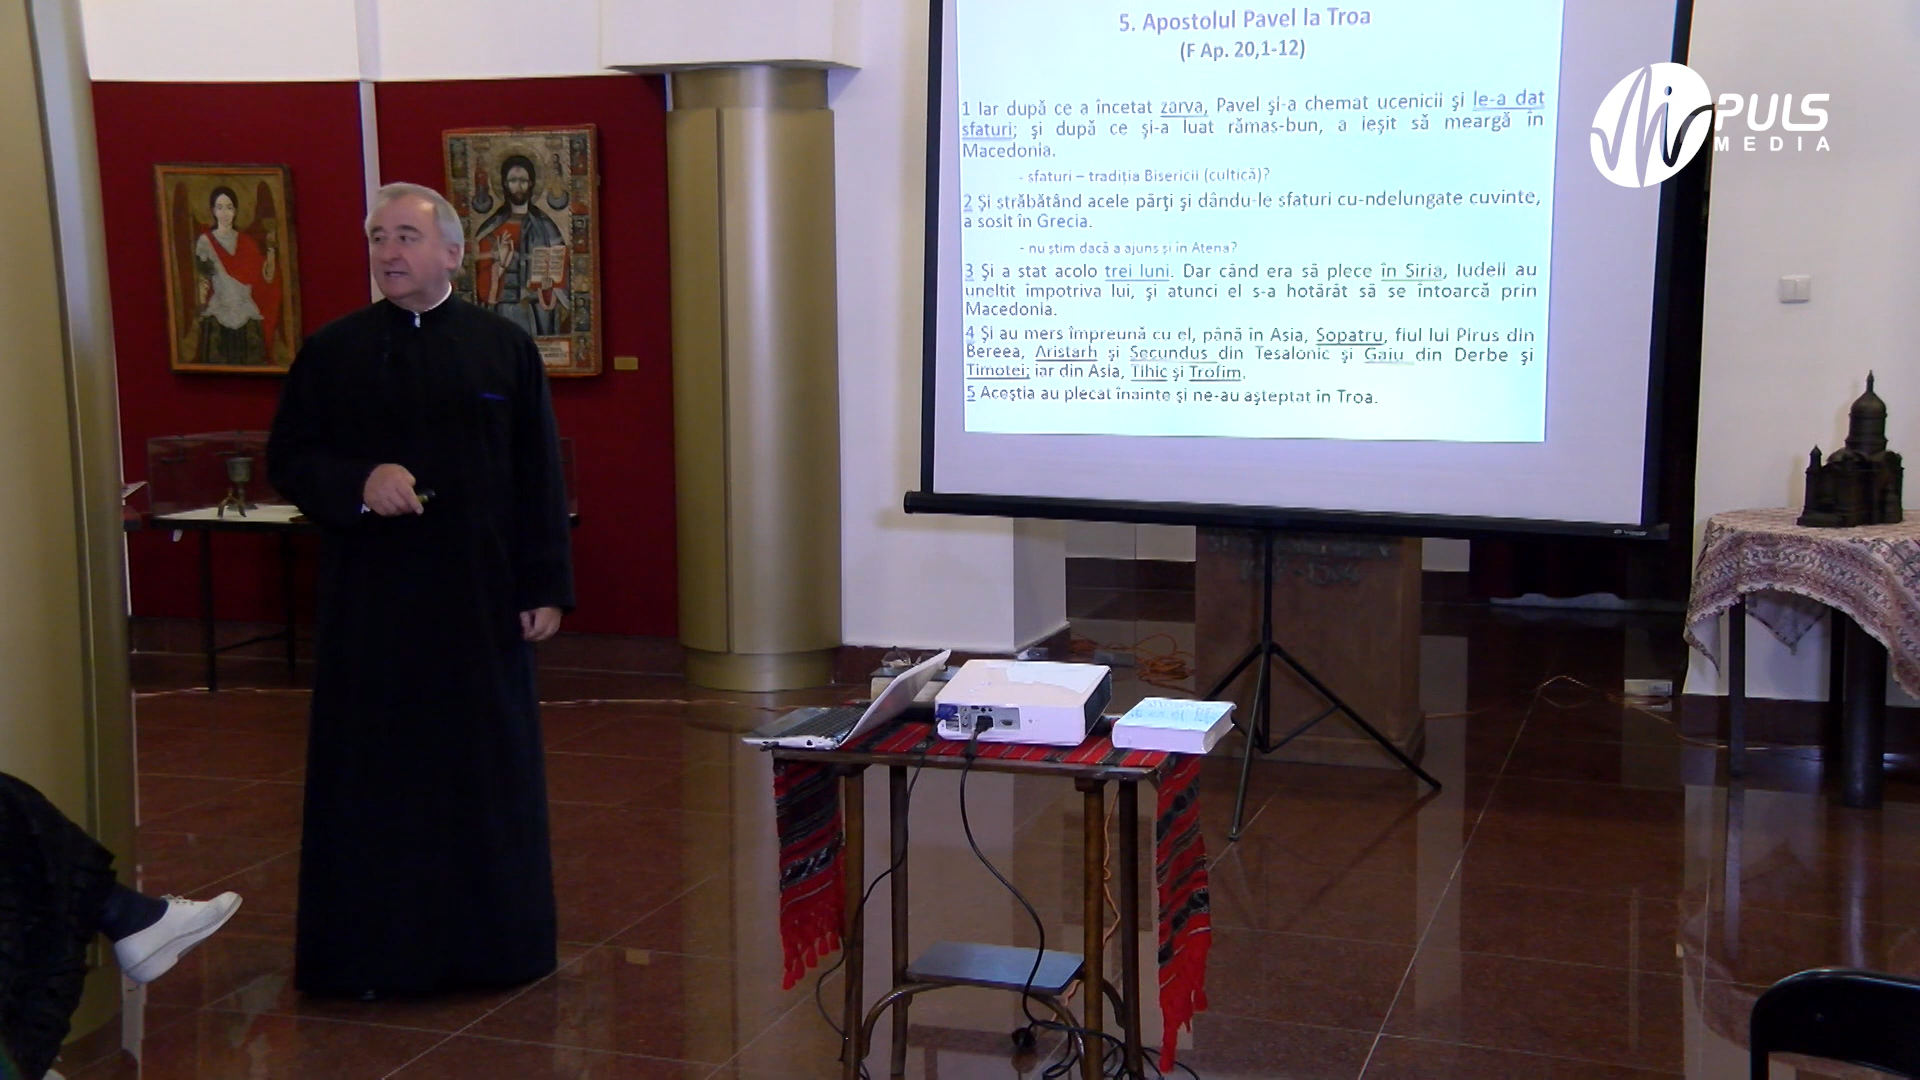 5. Apostolul Pavel la Troa
(F Ap. 20,1-12)
1 Iar după ce a încetat zarva, Pavel şi-a chemat ucenicii şi le-a dat
sfaturi; şi după ce şi-a luat rămas-bun, a ieşit să meargă în
Macedonia.
- sfaturi – tradiţia Bisericii (cultică)?
2 Şi străbătând acele părţi şi dându-le sfaturi cu-ndelungate cuvinte,
a sosit în Grecia.
- nu ştim dacă a ajuns şi în Atena?
3 Şi a stat acolo trei luni. Dar când era să plece în Siria, Iudeii au
uneltit împotriva lui, şi atunci el s-a hotărât să se întoarcă prin
Macedonia.
4 Şi au mers împreună cu el, până în Asia, Sopatru, fiul lui Pirus din
Bereea, Aristarh şi Secundus din Tesalonic şi Gaiu din Derbe şi
Timotei; iar din Asia, Tihic şi Trofim.
5 Aceştia au plecat înainte şi ne-au aşteptat în Troa.
PULS
MEDIA